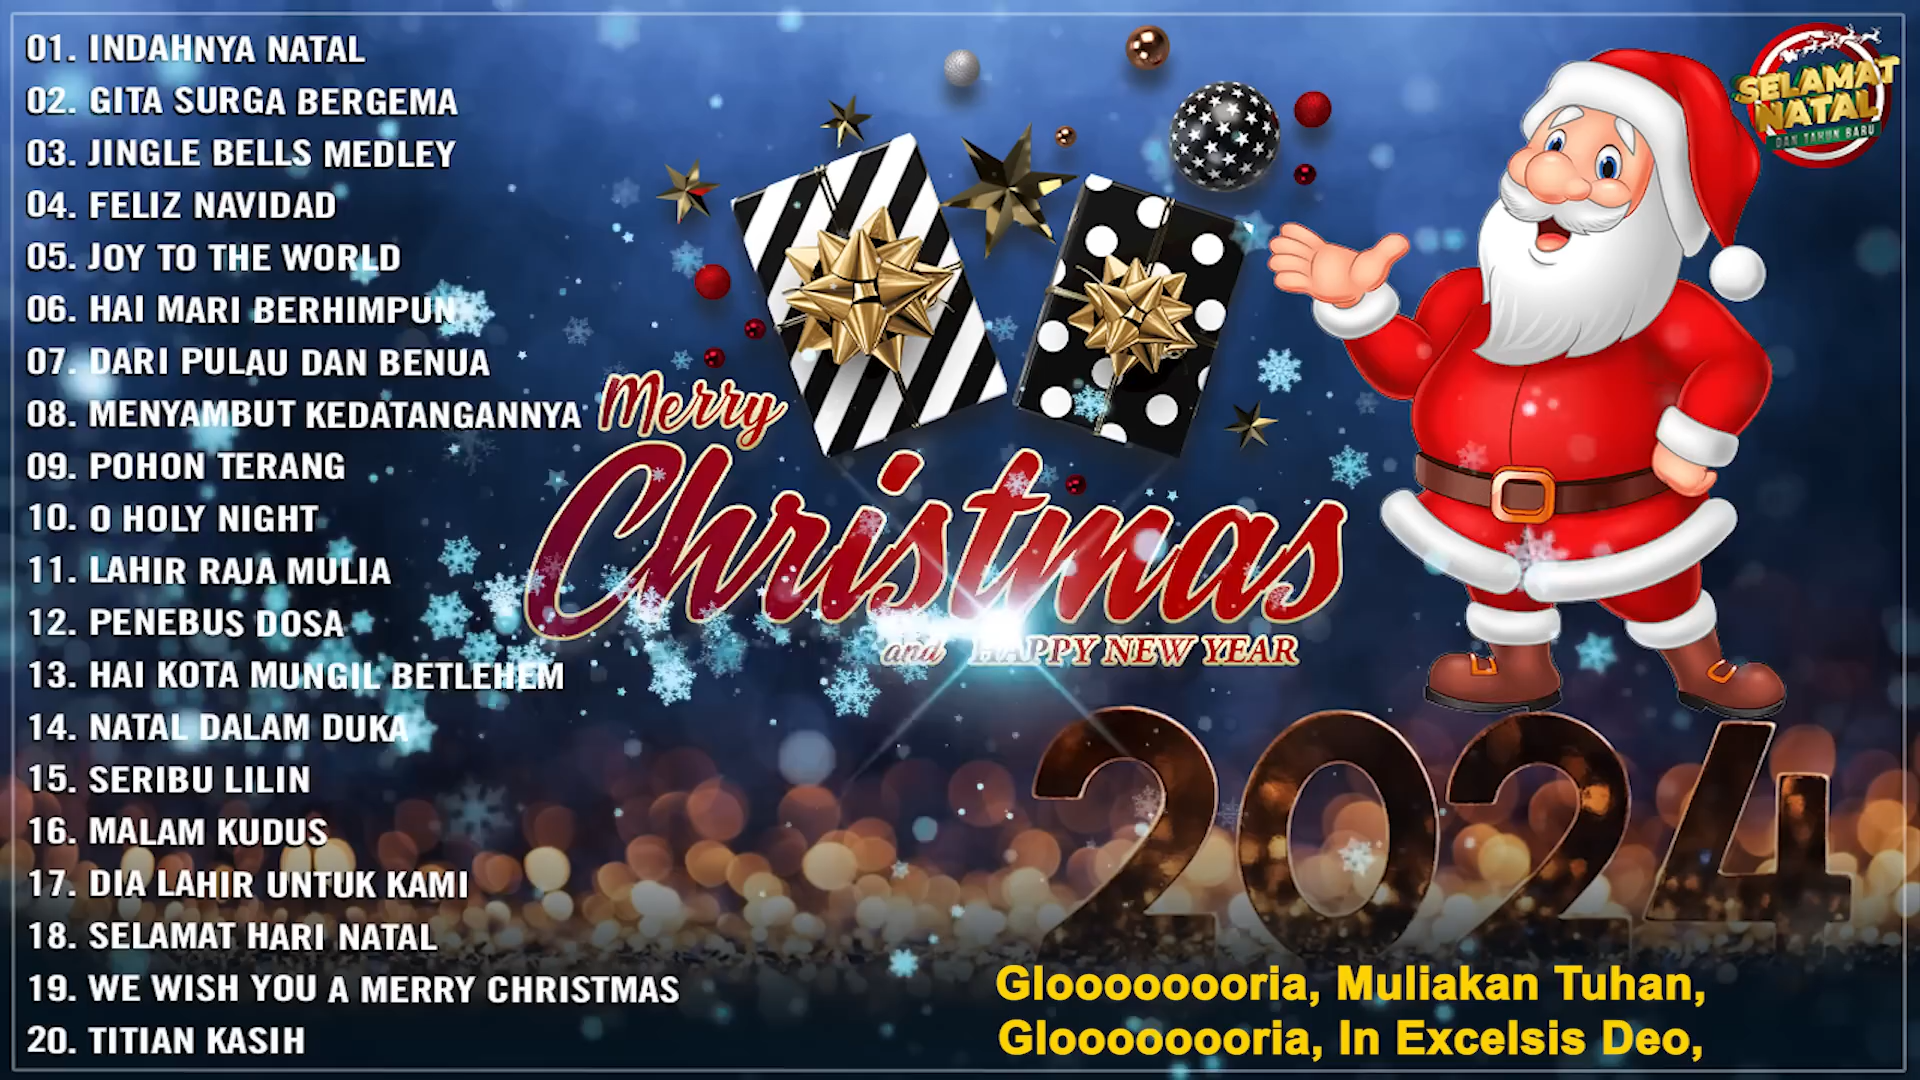 01. INDAHNYA NATAL
02. GITA SURGA BERGEMA
03. JINGLE BELLS MEDLEY
04. FELIZ NAVIDAD
05. JOY TO THE WORLD
06. HAI MARI BERHIMPUN
07. DARI PULAU DAN BENUA
08. MENYAMBUT KEDATANGANNYA
09. POHON TERANG
10. O HOLY NIGHT
11. LAHIR RAJA MULIA
12. PENEBUS DOSA
13. HAI KOTA MUNGIL BETLEHEM
14. NATAL DALAM DUKA
15. SERIBU LILIN
16. MALAM KUDUS
17. DIA LAHIR UNTUK KAMI
18. SELAMAT HARI NATAL
19. WE WISH YOU A MERRY CHRISTMAS
20. TITIAN KASIH
Merry
Christmas
and HAPPY NEW YEAR
2024
SELAMAT
NATAL
DAN TAHUN BARU
Glooooooooria, Muliakan Tuhan,
Glooooooooria, In Excelsis Deo,